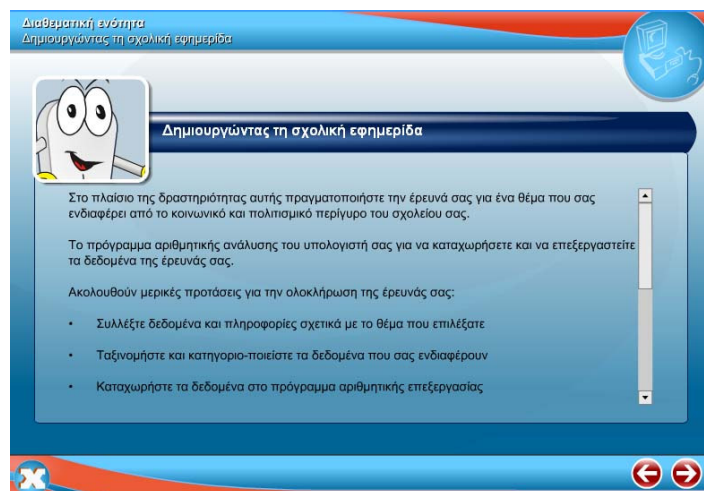 Διαθεματική ενότητα
Δημιουργώντας τη σχολική εφημερίδα
Δημιουργώντας τη σχολική εφημερίδα
Στο πλαίσιο της δραστηριότητας αυτής πραγματοποιήστε την έρευνά σας για ένα θέμα που σας
ενδιαφέρει από το κοινωνικό και πολιτισμικό περίγυρο του σχολείου σας.
Το πρόγραμμα αριθμητικής ανάλυσης του υπολογιστή σας για να καταχωρήσετε και να επεξεργαστείτε
τα δεδομένα της έρευνάς σας.
Ακολουθούν μερικές προτάσεις για την ολοκλήρωση της έρευνάς σας:
• Συλλέξτε δεδομένα και πληροφορίες σχετικά με το θέμα που επιλέξατε
• Ταξινομήστε και κατηγοριο-ποιείστε τα δεδομένα που σας ενδιαφέρουν
• Καταχωρήστε τα δεδομένα στο πρόγραμμα αριθμητικής επεξεργασίας